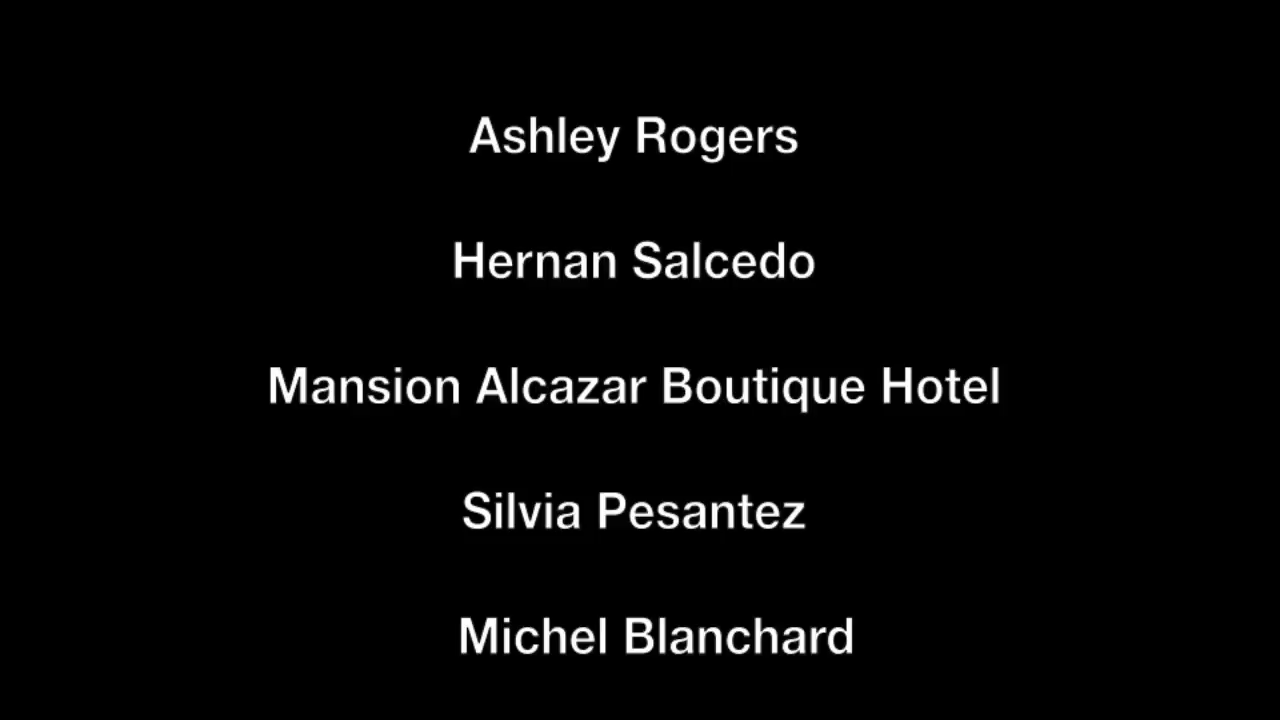 Ashley Rogers
Hernan Salcedo
Mansion Alcazar Boutique Hotel
Silvia Pesantez
Michel Blanchard